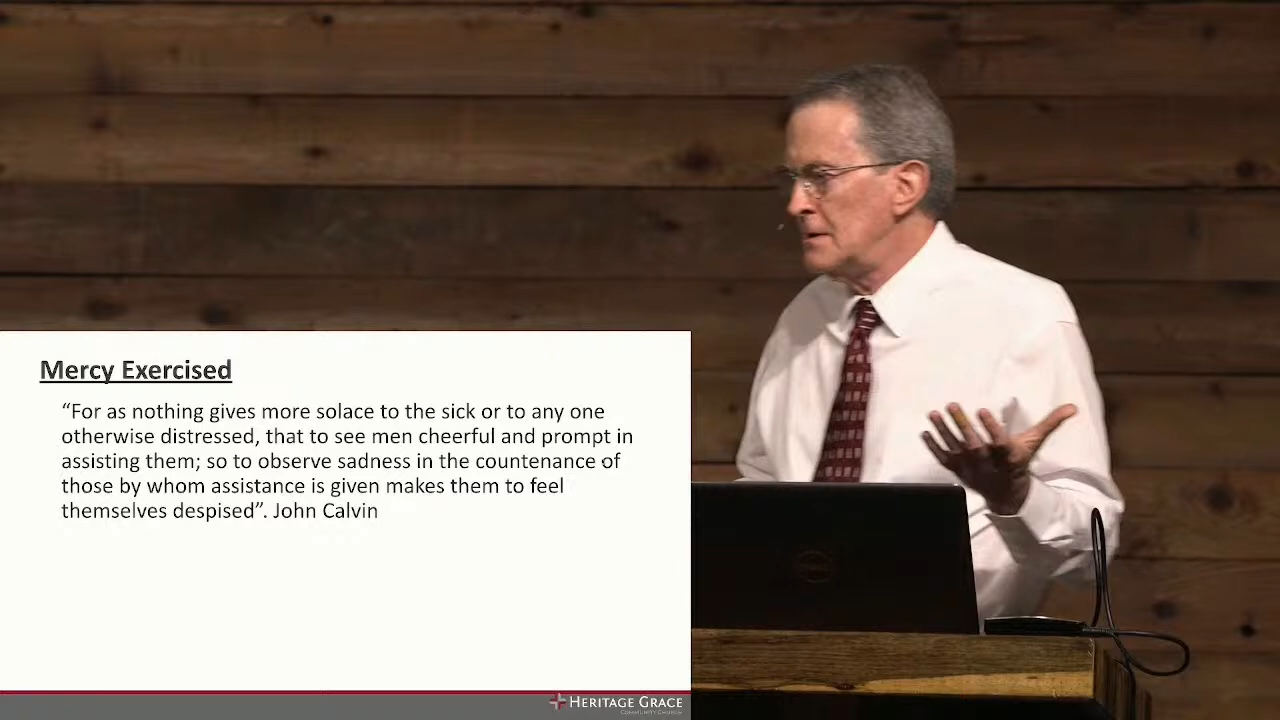 Mercy Exercised
“For as nothing gives more solace to the sick or to any one
otherwise distressed, that to see men cheerful and prompt in
assisting them; so to observe sadness in the countenance of
those by whom assistance is given makes them to feel
themselves despised”. John Calvin
HERITAGE GRACE
COMMUNITY CHURCH